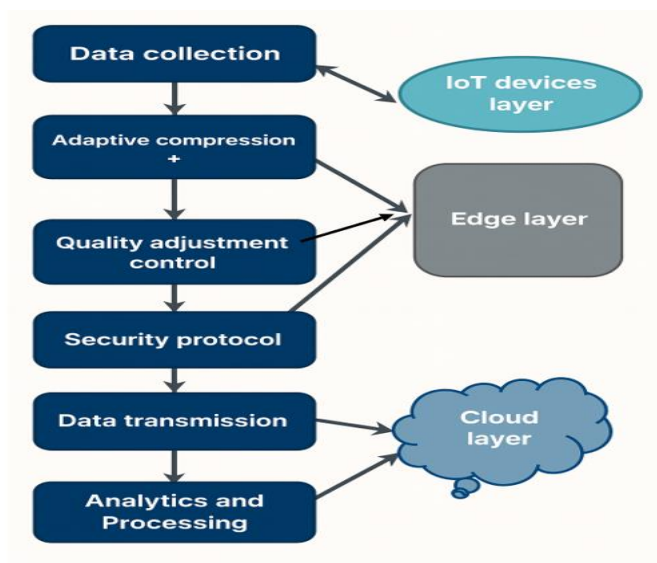 Data collection
IoT devices
layer
Adaptive compression
+
Edge layer
Quality adjustment
control
Security protocol
Data transmission
Cloud
layer
Analytics and
Processing